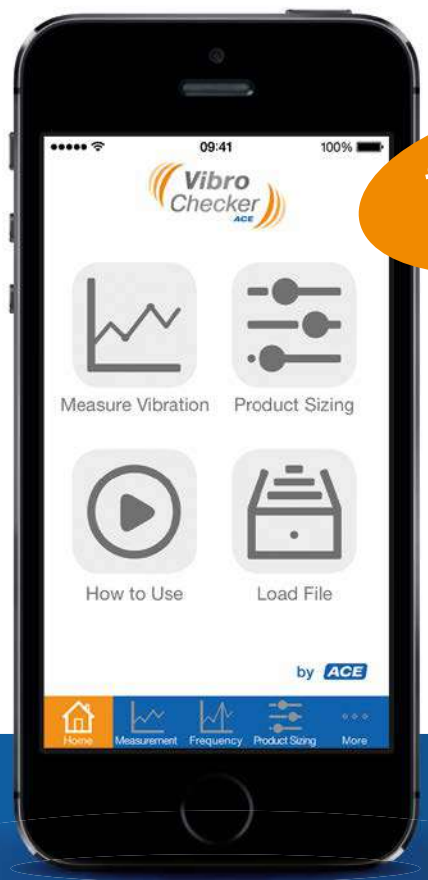 09:41 100%
Vibro
Checker
ACE
Measure Vibration Product Sizing
How to Use Load File
by ACE
Home Measurement Frequency Product Sizing More